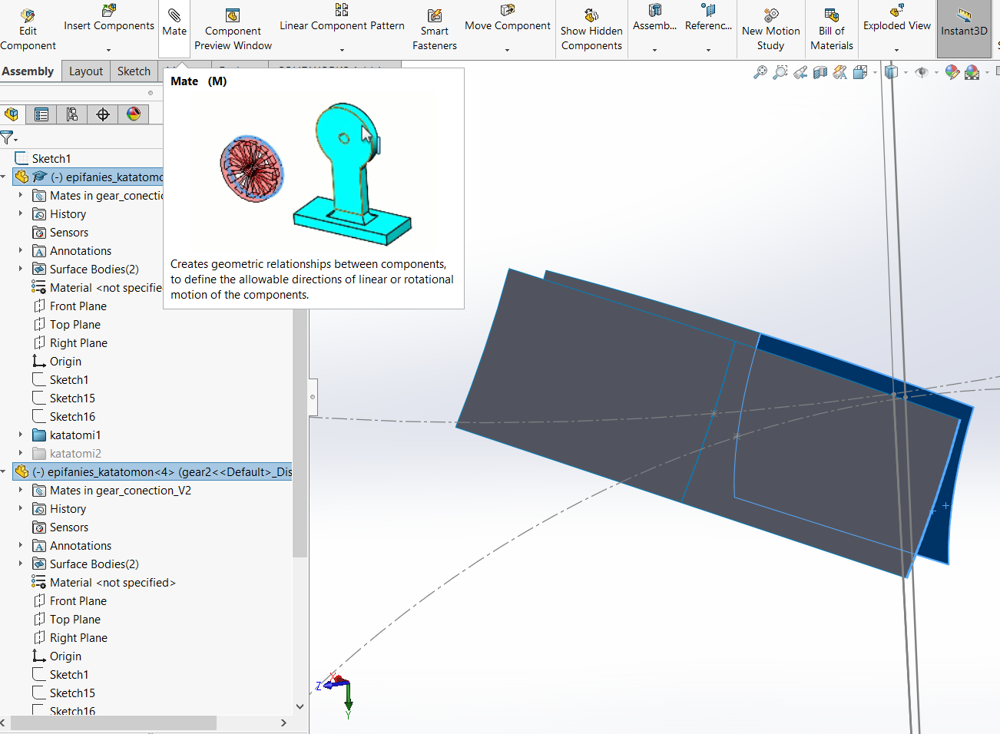 Edit
Component
Insert Components
Mate
Component
Preview Window
Linear Component Pattern
Smart
Fasteners
Move Component
Show Hidden
Components
Assemb...
Referenc...
New Motion
Study
Bill of
Materials
Exploded View
Instant3D
Assembly
Layout
Sketch
Mate (M)
Creates geometric relationships between components,
to define the allowable directions of linear or rotational
motion of the components.
Sketch1
(-) epifanies_katatomo
Mates in gear_conectio
History
Sensors
Annotations
Surface Bodies(2)
Material <not specifie
Front Plane
Top Plane
Right Plane
Origin
Sketch1
Sketch15
Sketch16
katatomi1
katatomi2
(-) epifanies_katatomon<4> (gear2<<Default>_Dis
Mates in gear_conection_V2
History
Sensors
Annotations
Surface Bodies(2)
Material <not specified>
Front Plane
Top Plane
Right Plane
Origin
Sketch1
Sketch15
Sketch16
Z
X
Y